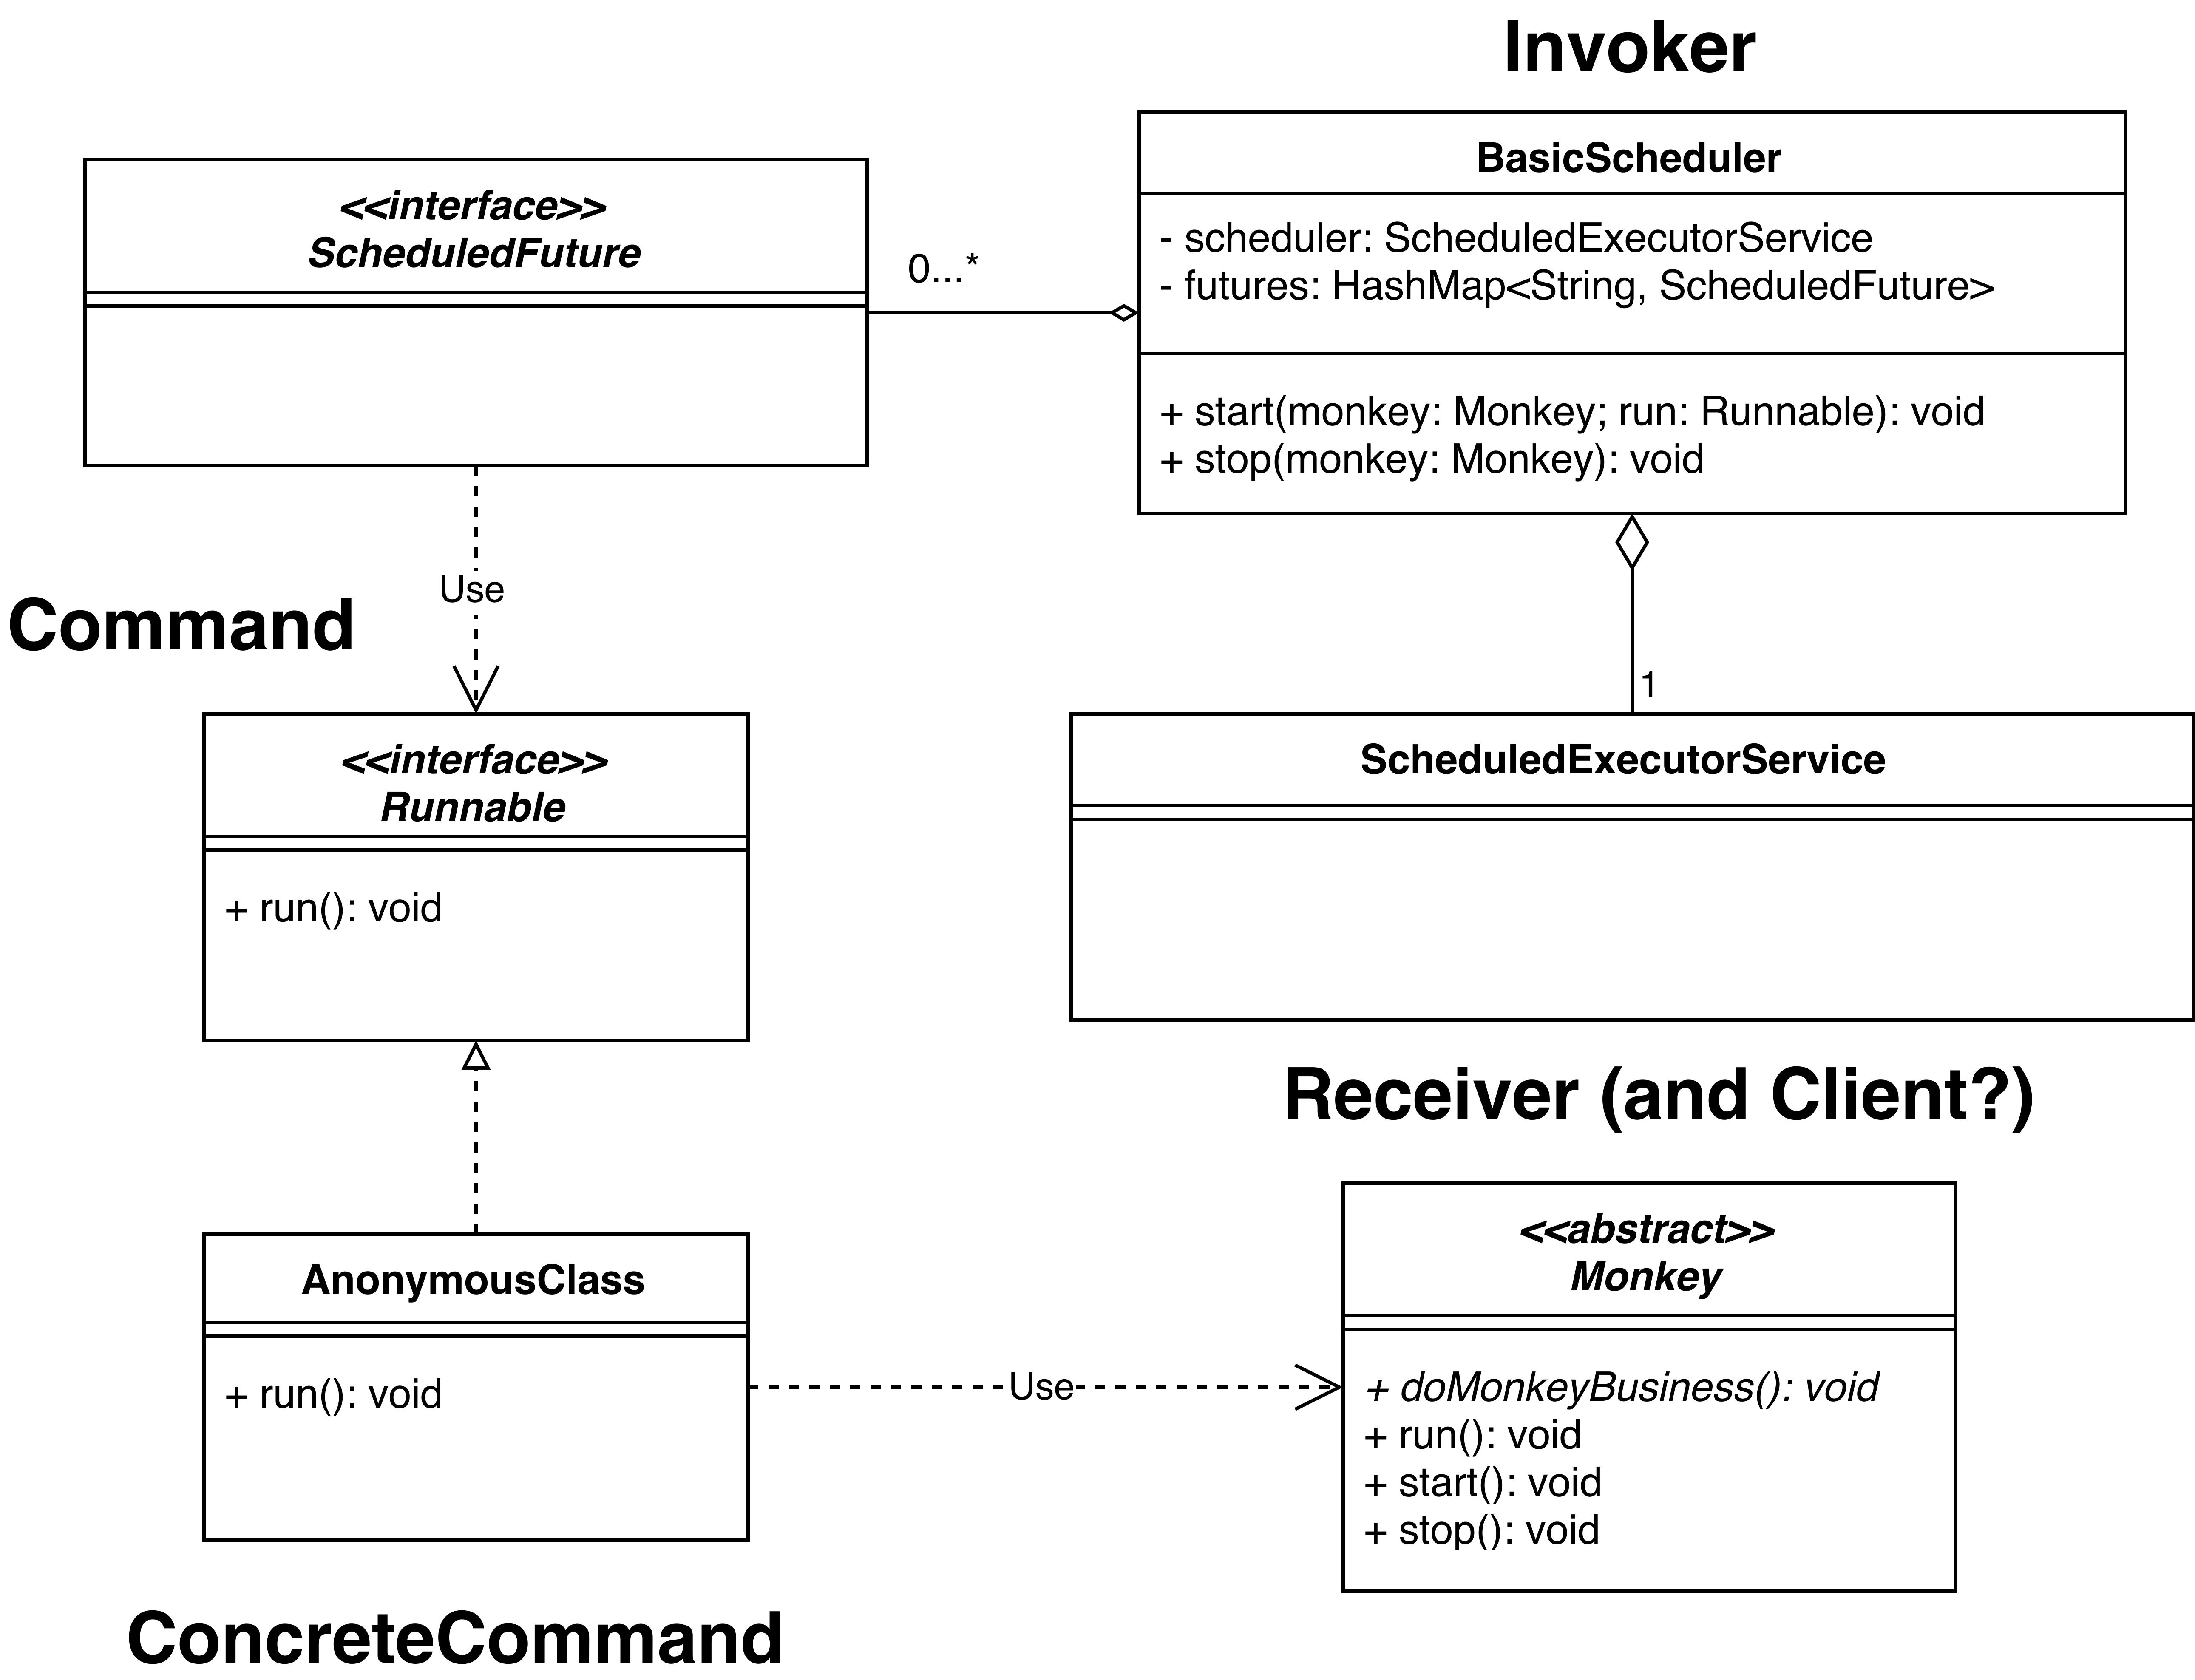 Invoker
BasicScheduler
- scheduler: ScheduledExecutorService
- futures: HashMap<String, ScheduledFuture>
+ start(monkey: Monkey; run: Runnable): void
+ stop(monkey: Monkey): void
<<interface>>
ScheduledFuture
0...*
Use
Command
1
<<interface>>
Runnable
+ run(): void
ScheduledExecutorService
Receiver (and Client?)
AnonymousClass
+ run(): void
Use
<<abstract>>
Monkey
+ doMonkeyBusiness(): void
+ run(): void
+ start(): void
+ stop(): void
ConcreteCommand